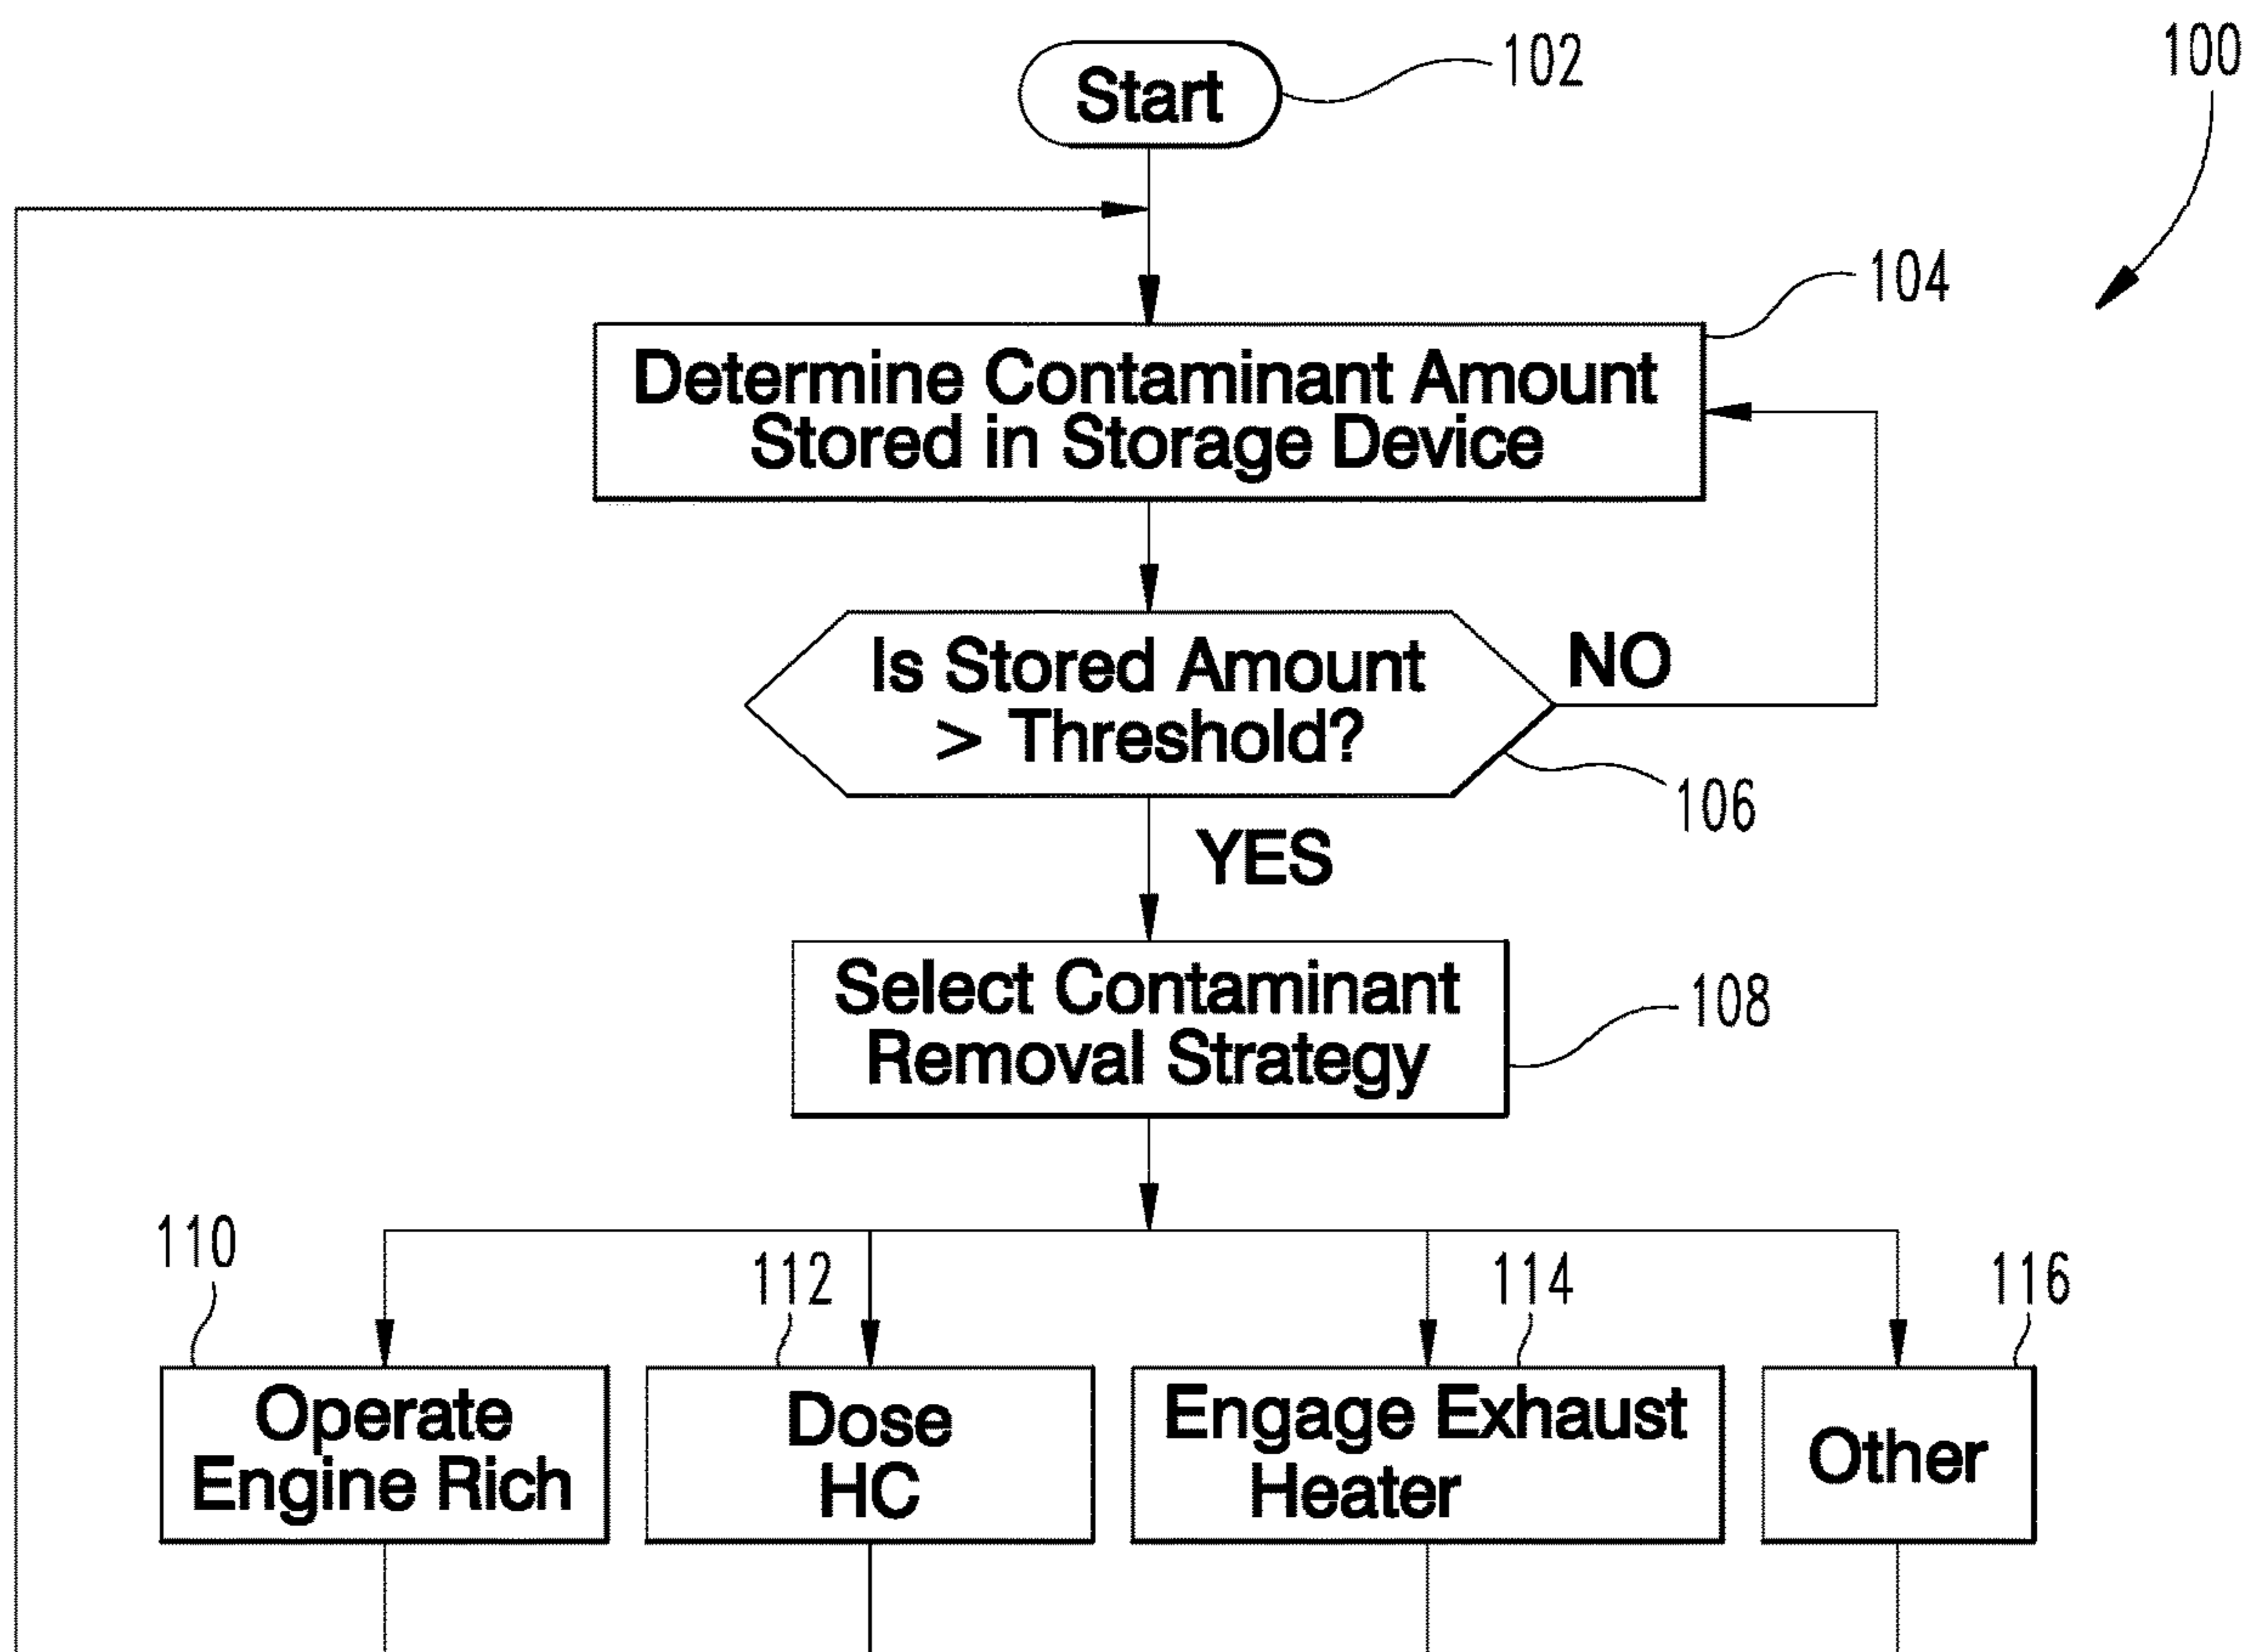 Start
102
100
104
Determine Contaminant Amount
Stored in Storage Device
Is Stored Amount
> Threshold?
NO
106
YES
Select Contaminant
Removal Strategy
108
110
112
114
116
Operate
Engine Rich
Dose
HC
Engage Exhaust
Heater
Other